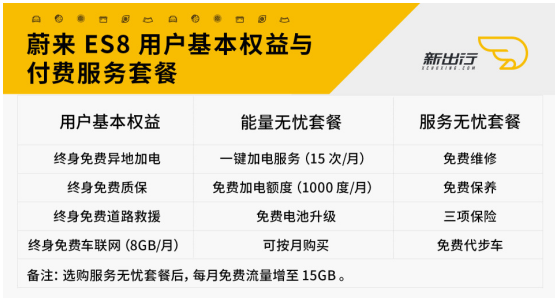 蔚来 ES8 用户基本权益与
付费服务套餐
新出行
用户基本权益 能量无忧套餐 服务无忧套餐
终身免费异地加电 一键加电服务（15 次/月） 免费维修
终身免费质保 免费加电额度（1000 度/月） 免费保养
终身免费道路救援 免费电池升级 三项保险
终身免费车联网（8GB/月） 可按月购买 免费代步车
备注：选购服务无忧套餐后，每月免费流量增至 15GB 。